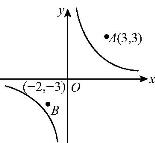 y
A(3,3)
(−2,−3) O x
B